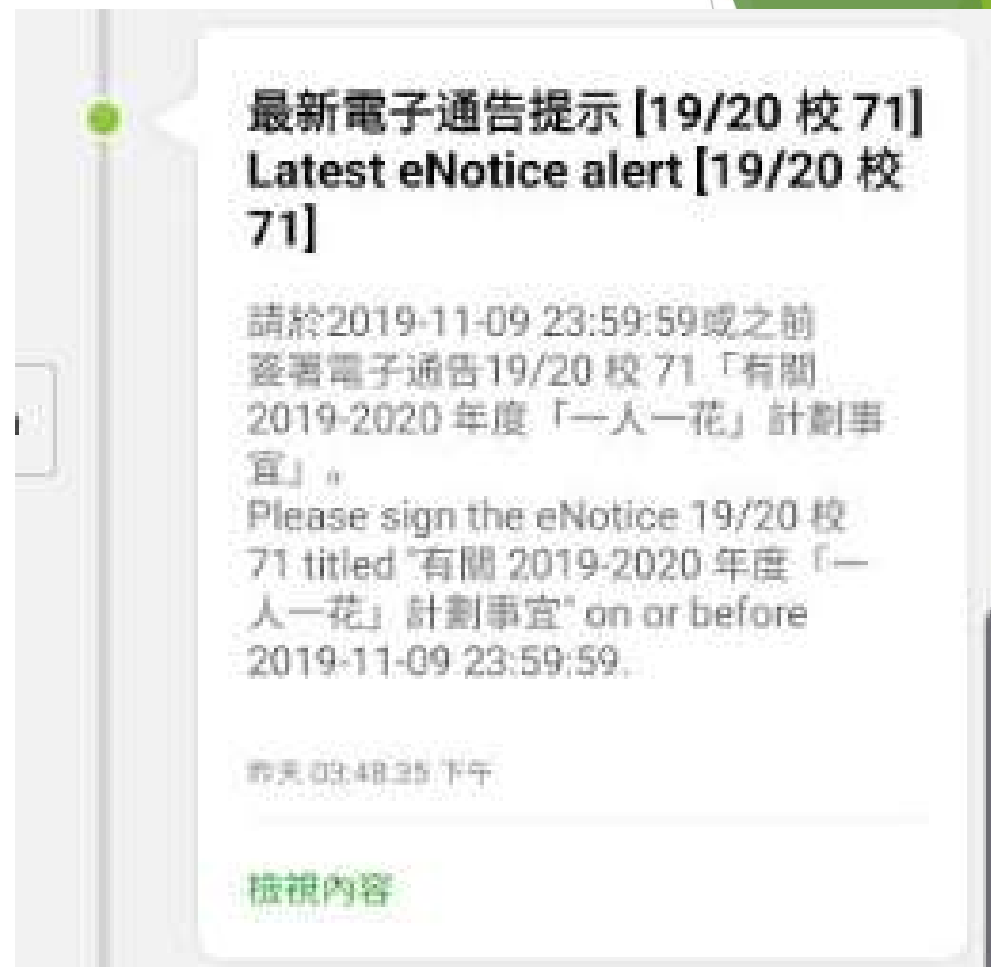 最新電子通告提示 [19/20 校 71]
Latest eNotice alert [19/20 校
71]
請於2019-11-09 23:59:59或之前
簽署電子通告19/20 校 71「有關
2019-2020 年度「一人一花」計劃事
宜」。
Please sign the eNotice 19/20 校
71 titled "有關 2019-2020 年度「一
人一花」計劃事宜" on or before
2019-11-09 23:59:59.
昨天 03:48:35 下午
檢視內容